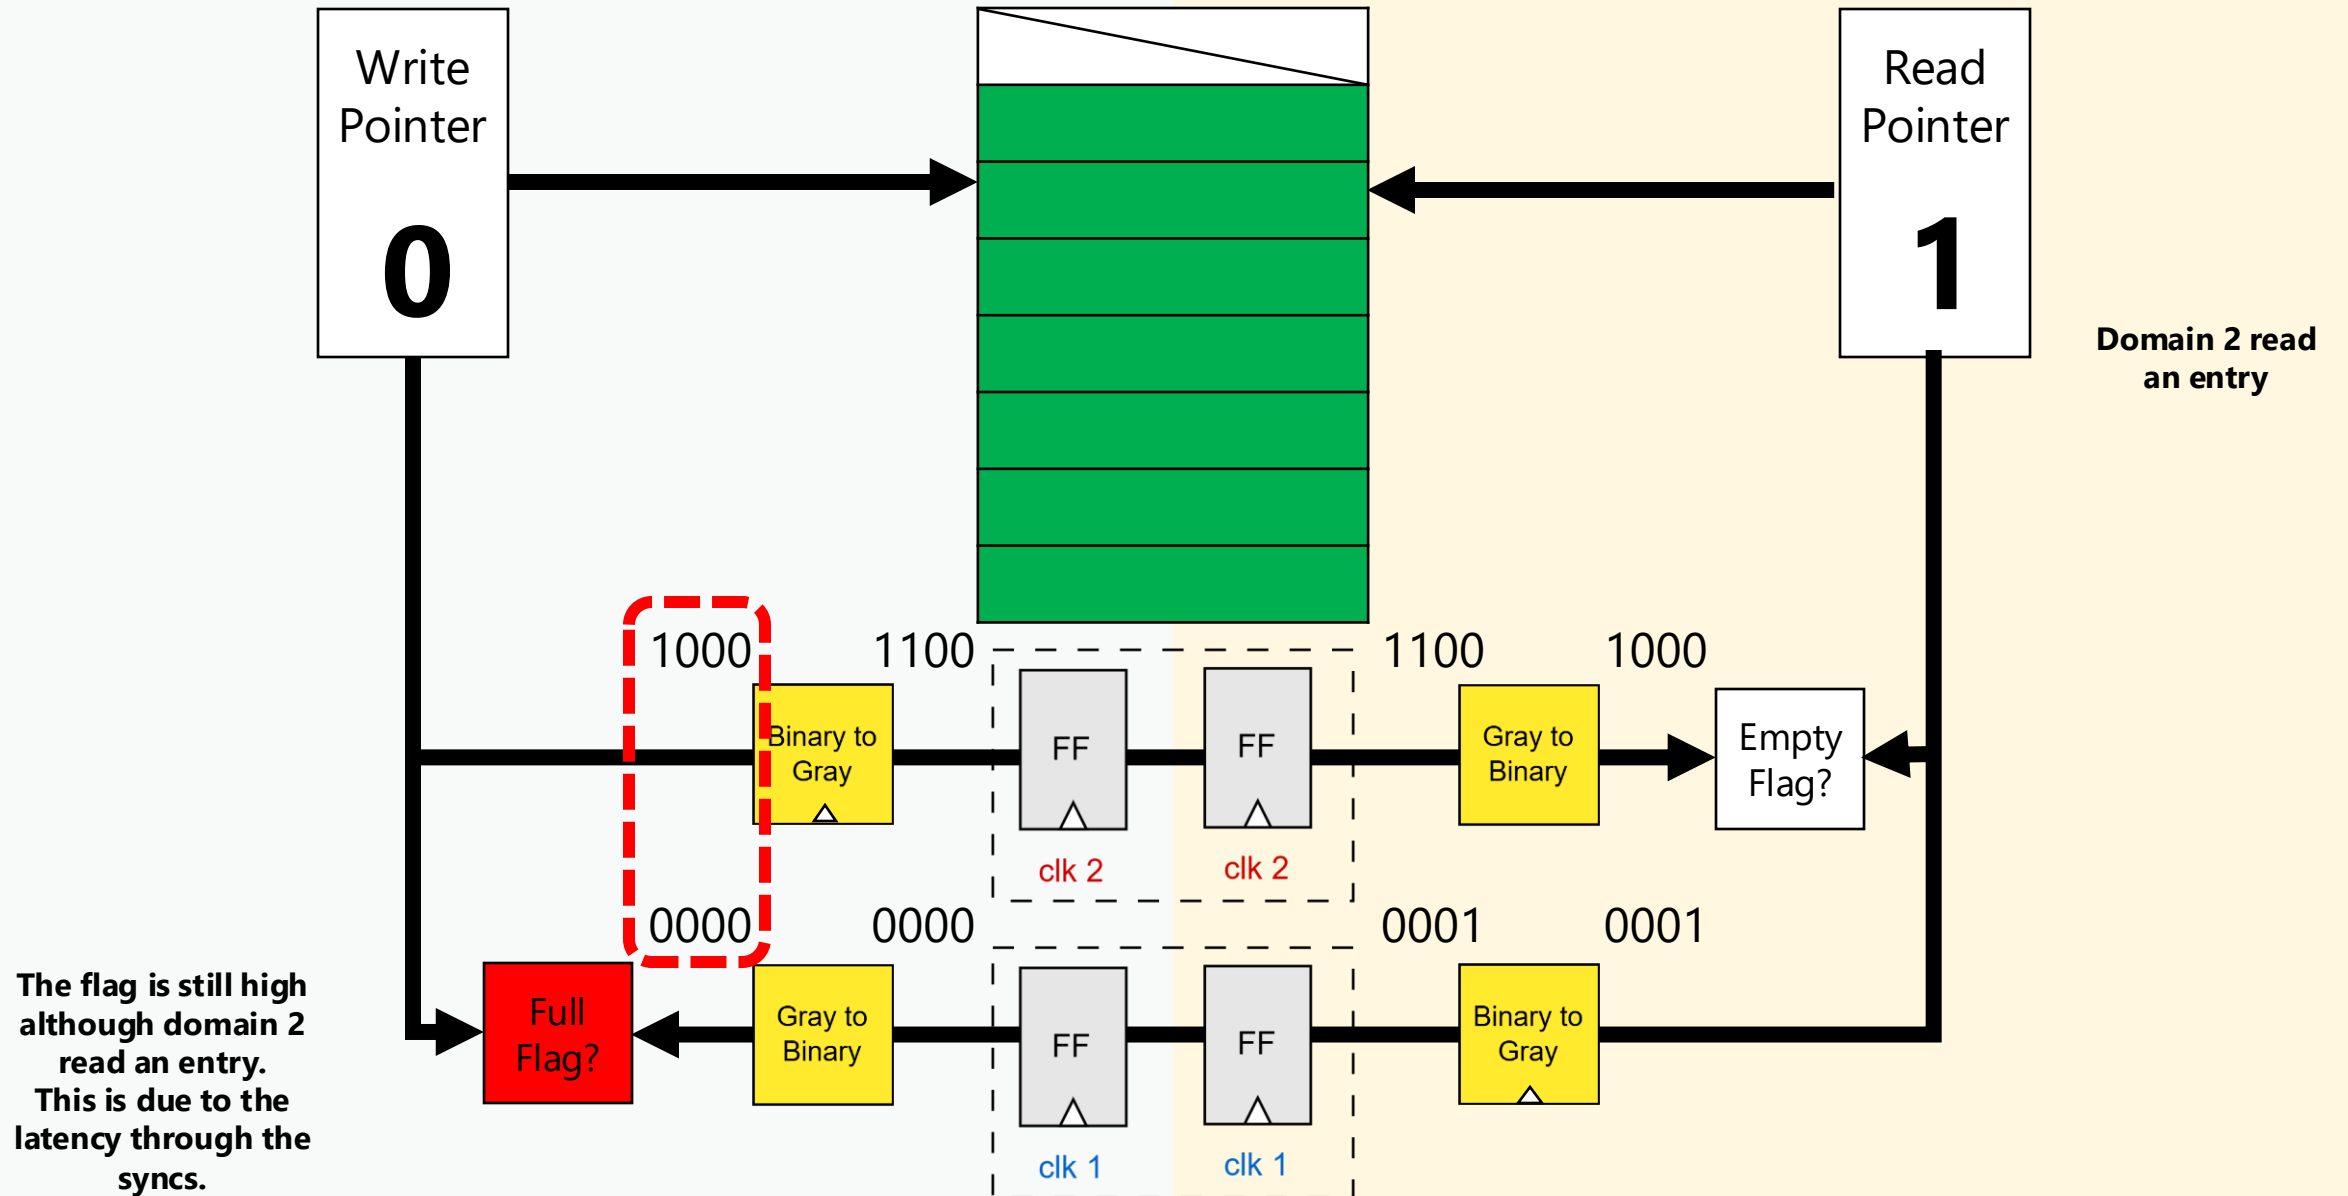 Write
Pointer
0
Read
Pointer
1
Domain 2 read
an entry
1000
1100
1100
1000
Binary to
Gray
FF
FF
Gray to
Binary
Empty
Flag?
clk 2
clk 2
0000
0000
0001
0001
The flag is still high
although domain 2
read an entry.
This is due to the
latency through the
syncs.
Full
Flag?
Gray to
Binary
FF
FF
Binary to
Gray
clk 1
clk 1